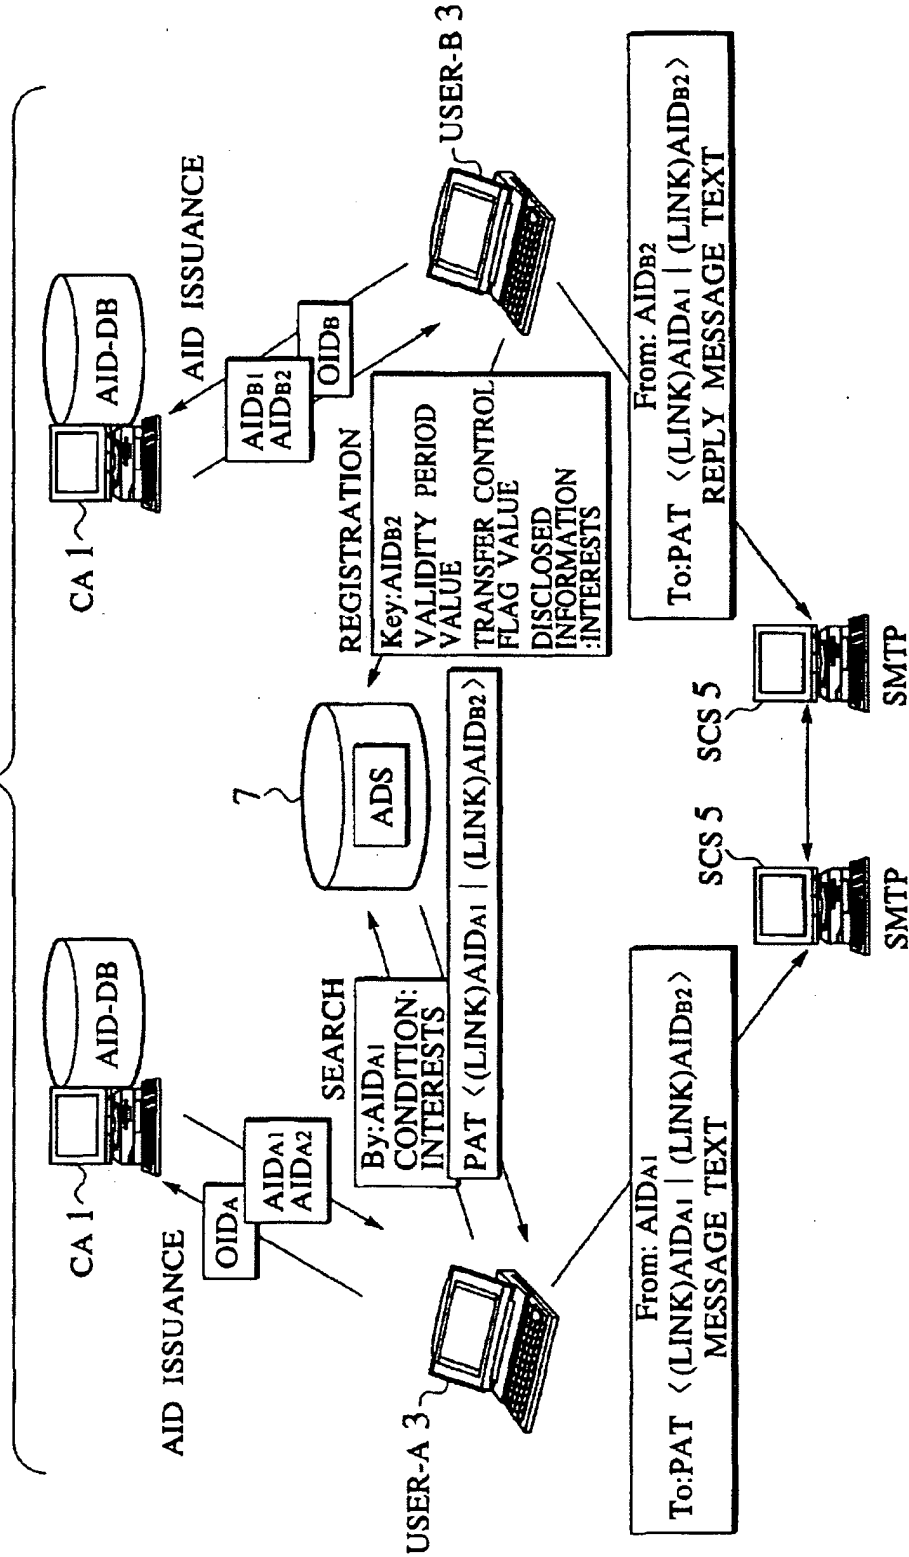 CA 1
AID-DB
AID ISSUANCE
OIDA
AIDA1
AIDA2
USER-A 3
SEARCH
By:AIDA1
CONDITION:
INTERESTS
PAT <(LINK)AIDA1 | (LINK)AIDB2>
7
ADS
CA 1
AID-DB
AID ISSUANCE
AIDB1
AIDB2
OIDB
USER-B 3
REGISTRATION
Key:AIDB2
VALIDITY PERIOD
VALUE
TRANSFER CONTROL
FLAG VALUE
DISCLOSED
INFORMATION
:INTERESTS
From: AIDA1
To:PAT <(LINK)AIDA1 | (LINK)AIDB2>
MESSAGE TEXT
SCS 5
SMTP
SCS 5
SMTP
From: AIDB2
To:PAT <(LINK)AIDA1 | (LINK)AIDB2>
REPLY MESSAGE TEXT